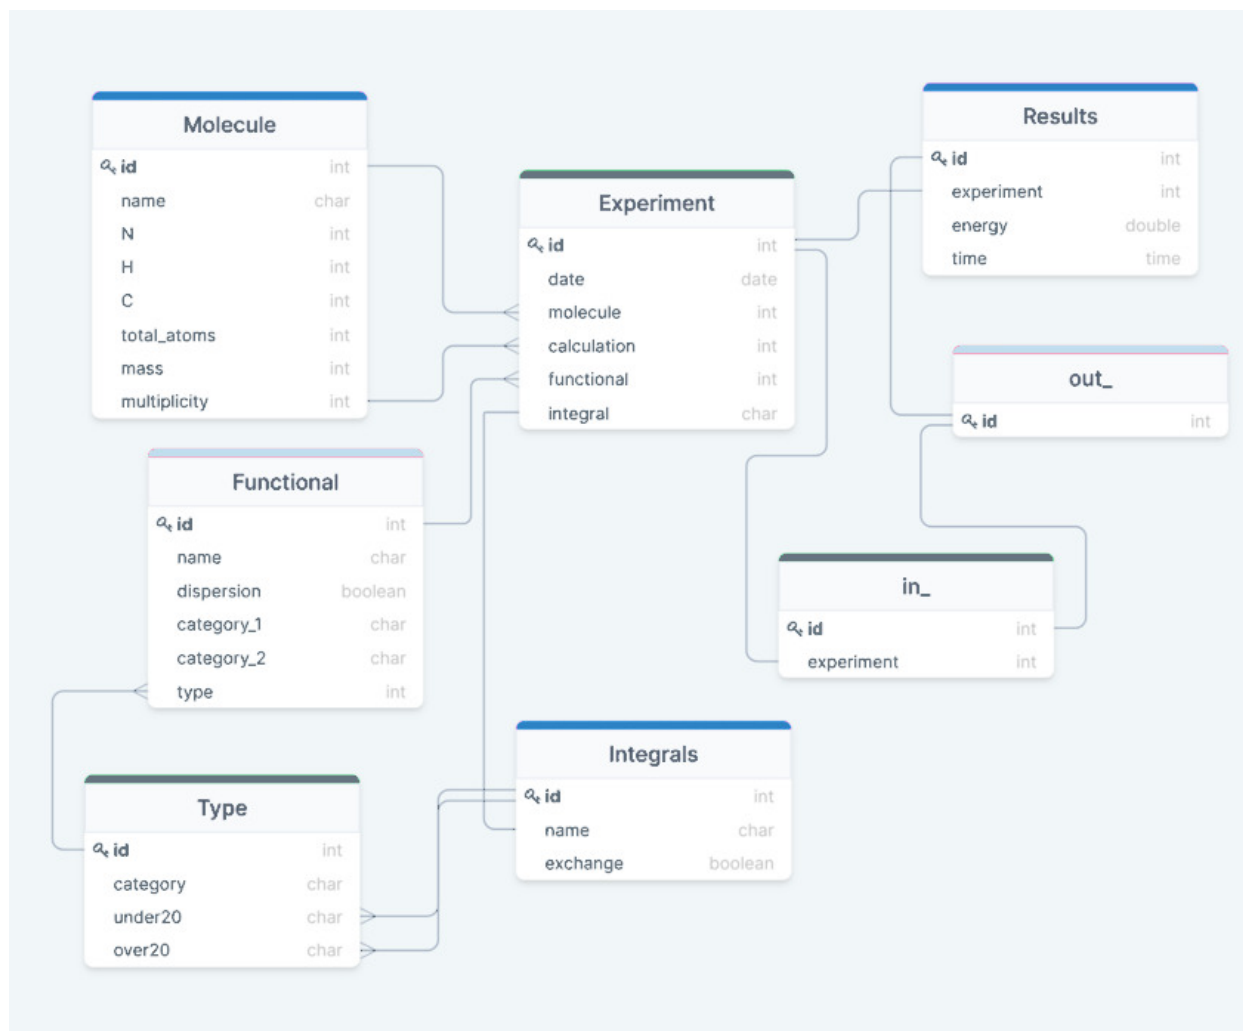 Molecule
id int
name char
N int
H int
C int
total_atoms int
mass int
multiplicity int
Experiment
id int
date date
molecule int
calculation int
functional int
integral char
Results
id int
experiment int
energy double
time time
out_
id int
Functional
id int
name char
dispersion boolean
category_1 char
category_2 char
type int
in_
id int
experiment int
Type
id int
category char
under20 char
over20 char
Integrals
id int
name char
exchange boolean